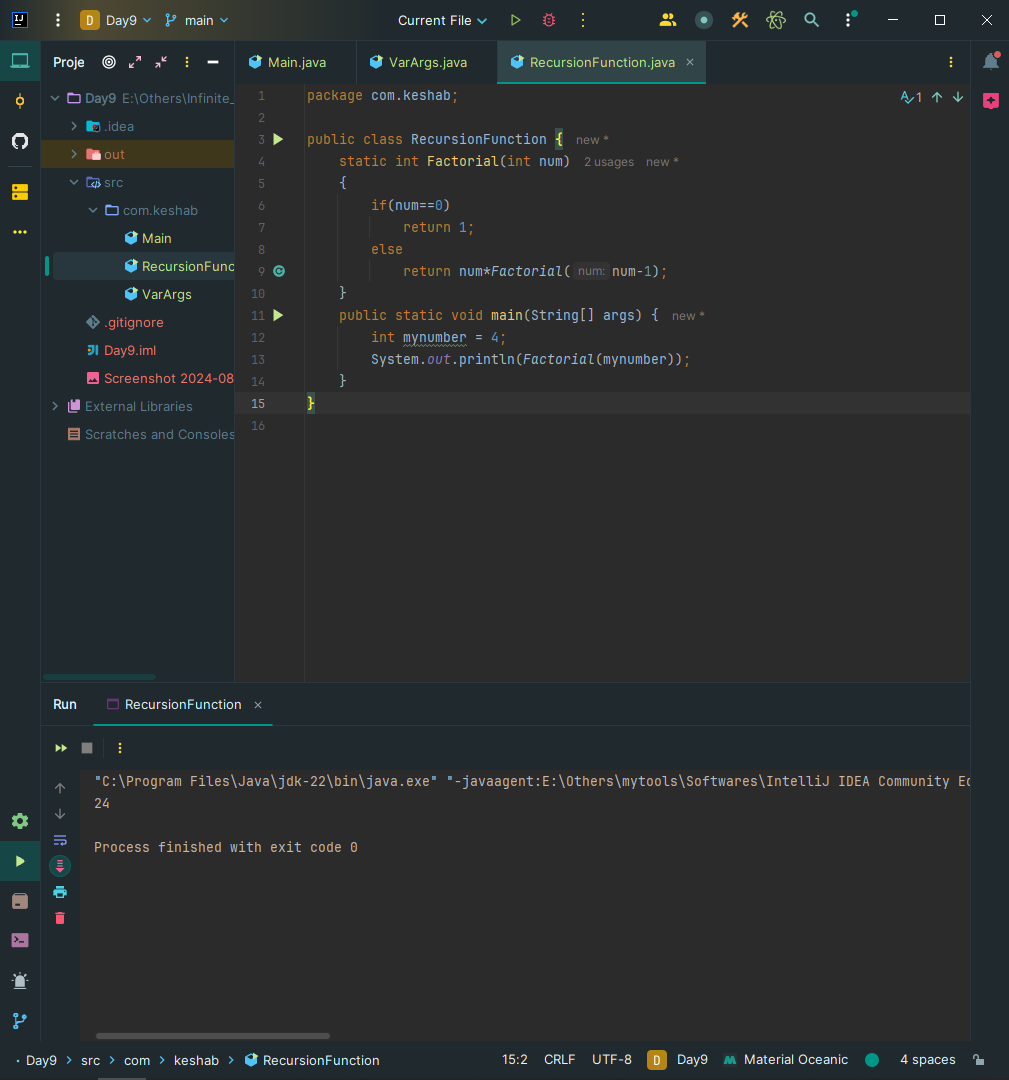 IJ D Day9 main Current File
Proje
Main.java VarArgs.java RecursionFunction.java
Day9 E:\Others\Infinite_
.idea
out
src
com.keshab
Main
RecursionFunc
VarArgs
.gitignore
Day9.iml
Screenshot 2024-08
External Libraries
Scratches and Consoles
1 package com.keshab; 1
2
3 public class RecursionFunction { new *
4 static int Factorial(int num) 2 usages new *
5 {
6 if(num==0)
7 return 1;
8 else
9 return num*Factorial( num: num-1);
10 }
11 public static void main(String[] args) { new *
12 int mynumber = 4;
13 System.out.println(Factorial(mynumber));
14 }
15 }
16
Run RecursionFunction
"C:\Program Files\Java\jdk-22\bin\java.exe" "-javaagent:E:\Others\mytools\Softwares\IntelliJ IDEA Community Ed
24
Process finished with exit code 0
Day9 src com keshab RecursionFunction 15:2 CRLF UTF-8 D Day9 Material Oceanic 4 spaces